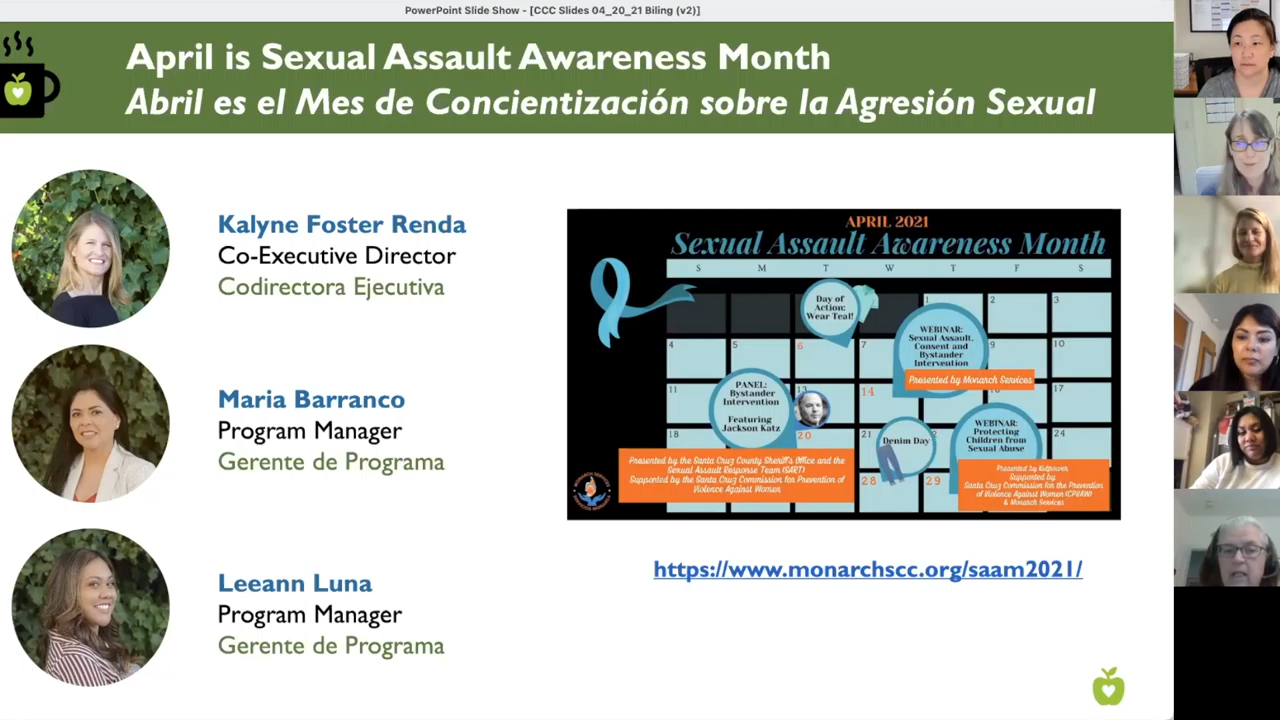 PowerPoint Slide Show - [CCC Slides 04_20_21 Biling (v2)]
April is Sexual Assault Awareness Month
Abril es el Mes de Concientización sobre la Agresión Sexual
Kalyne Foster Renda
Co-Executive Director
Codirectora Ejecutiva
Maria Barranco
Program Manager
Gerente de Programa
Leeann Luna
Program Manager
Gerente de Programa
APRIL 2021
Sexual Assault Awareness Month
S M T W T F S
Day of
Action:
Wear Teal!
1 2 3
WEBINAR:
Sexual Assault,
Consent and
Bystander
Intervention
Presented by Monarch Services
4 5 6 7 9 10
PANEL:
Bystander
Intervention
Featuring
Jackson Katz
11 13 14 17
18 20 21 24
Denim Day
WEBINAR:
Protecting
Children from
Sexual Abuse
Presented by the Santa Cruz County Sheriff's Office and the
Sexual Assault Response Team (SART)
Supported by the Santa Cruz Commission for Prevention of
Violence Against Women
Presented by Kidpower
Supported by
Santa Cruz Commission for the Prevention
of Violence Against Women (CPVAW)
& Monarch Services
28 29
https://www.monarchscc.org/saam2021/